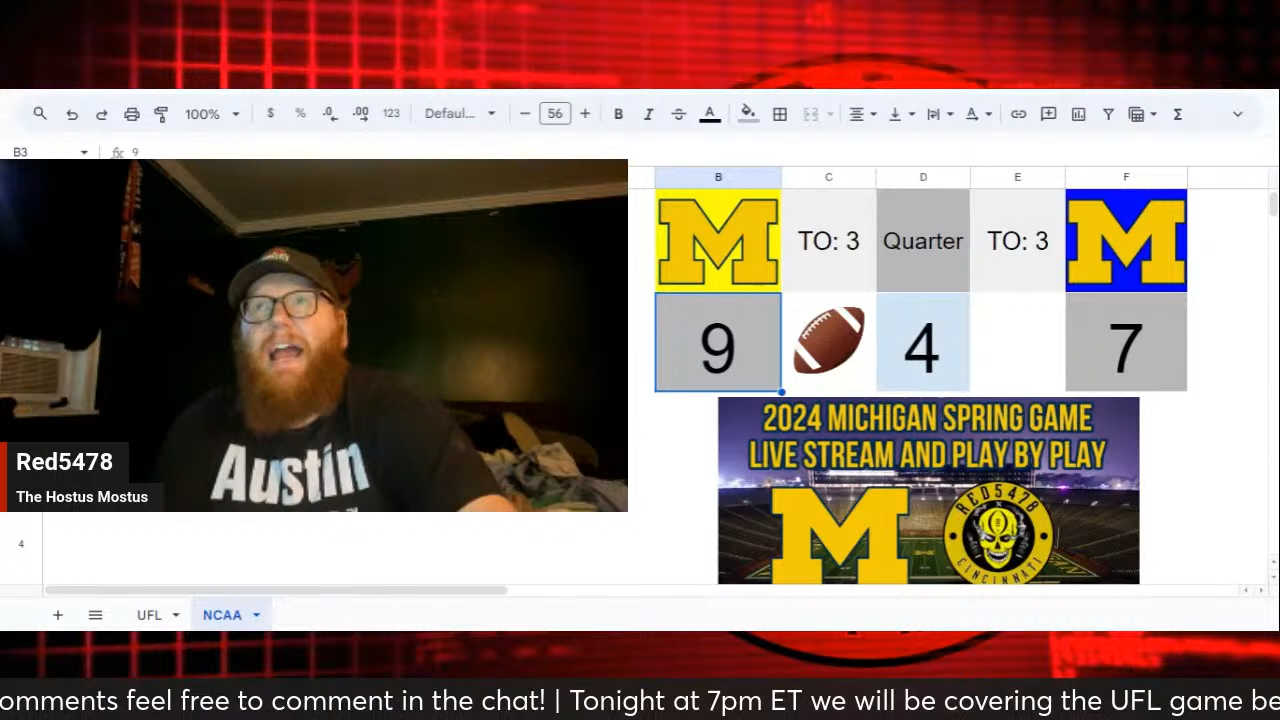 100%
$
%
.0
.00
123
Defaul...
56
B
I
A
Σ
B3
fx 9
B
C
D
E
F
M
TO: 3
Quarter
TO: 3
M
9
4
7
2024 MICHIGAN SPRING GAME
LIVE STREAM AND PLAY BY PLAY
M
RED5478
CINCINNATI
Austin
Red5478
The Hostus Mostus
4
UFL
NCAA
omments feel free to comment in the chat! | Tonight at 7pm ET we will be covering the UFL game be